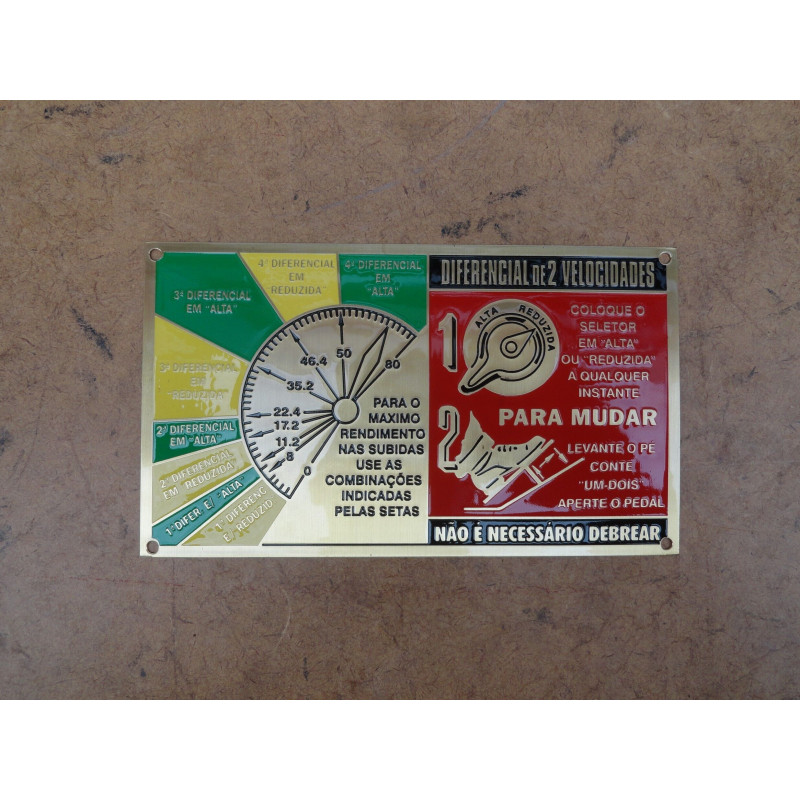 4ª DIFERENCIAL
EM
REDUZIDA"
4ª DIFERENCIAL
EM
"ALTA"
3ª DIFERENCIAL
EM "ALTA"
3ª DIFERENCIAL
EM
"REDUZIDA"
2ª DIFERENCIAL
EM "ALTA"
2ª DIFERENCIAL
EM REDUZIDA"
1ª DIFER E/ "ALTA"
1ª DIFERENC
E/ REDUZID
0
8
11.2
17.2
22.4
35.2
46.4
50
80
PARA O
MAXIMO
RENDIMENTO
NAS SUBIDAS
USE AS
COMBINAÇÕES
INDICADAS
PELAS SETAS
DIFERENCIAL DE 2 VELOCIDADES
1
ALTA REDUZIDA
COLOQUE O
SELETOR
EM "ALTA"
OU "REDUZIDA"
A QUALQUER
INSTANTE
PARA MUDAR
2
LEVANTE O PÉ
CONTE
"UM-DOIS"
APERTE O PEDAL
NÃO É NECESSÁRIO DEBREAR